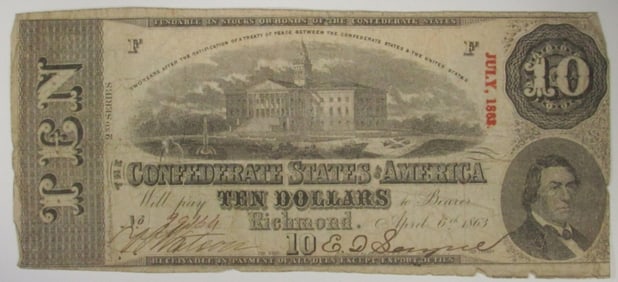 FUNDABLE IN STOCKS OR BONDS OF THE CONFEDERATE STATES
F F
TWO YEARS AFTER THE RATIFICATION OF A TREATY OF PEACE BETWEEN THE CONFEDERATE STATES & THE UNITED STATES
TEN
2ND SERIES
JULY, 1863.
10
THE
CONFEDERATE STATES OF AMERICA
Will pay TEN DOLLARS to Bearer
Richmond. April 6th 1863
10
RECEIVABLE IN PAYMENT OF ALL DUES EXCEPT EXPORT DUTIES